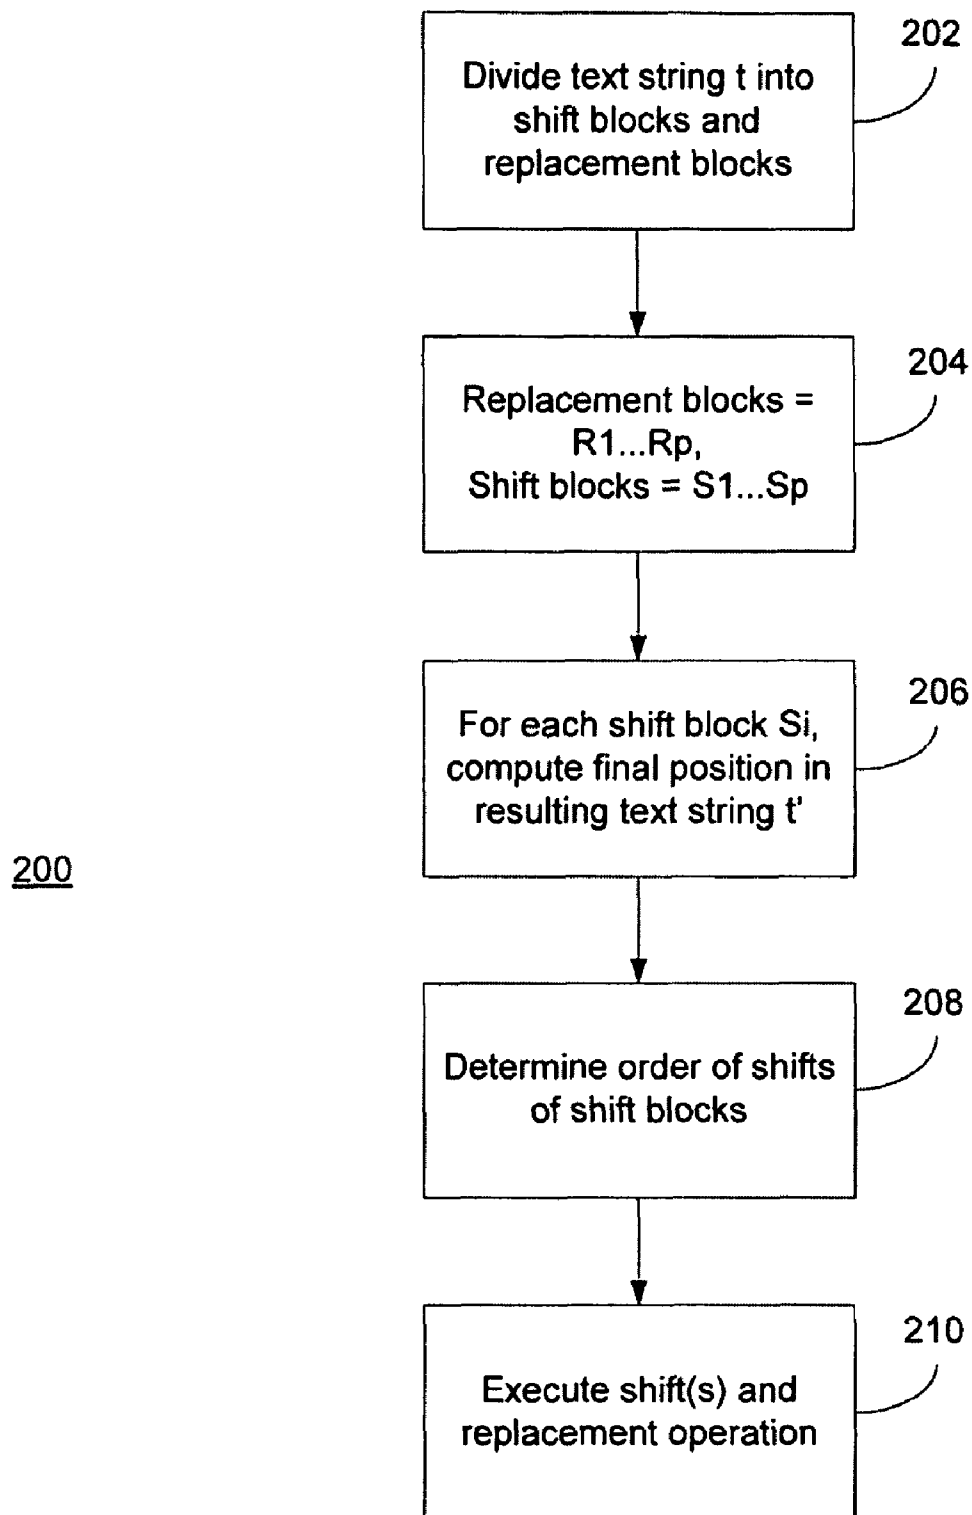 202
Divide text string t into
shift blocks and
replacement blocks
204
Replacement blocks =
R1...Rp,
Shift blocks = S1...Sp
206
For each shift block Si,
compute final position in
resulting text string t'
200
208
Determine order of shifts
of shift blocks
210
Execute shift(s) and
replacement operation